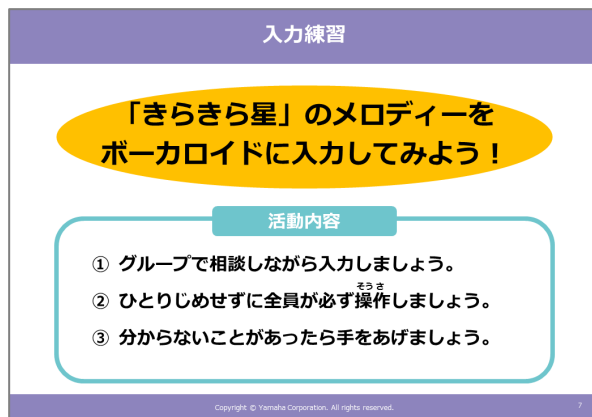 入力練習
「きらきら星」のメロディーを
ボーカロイドに入力してみよう！
活動内容
① グループで相談しながら入力しましょう。
そうさ
② ひとりじめせずに全員が必ず操作しましょう。
③ 分からないことがあったら手をあげましょう。
Copyright © Yamaha Corporation. All rights reserved.
7